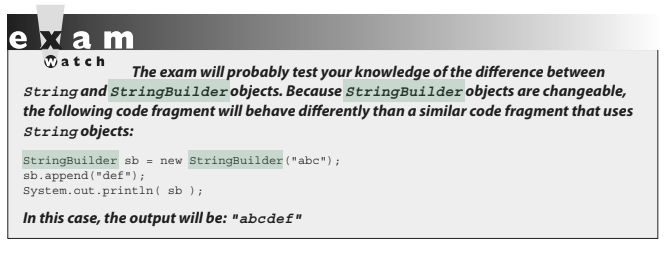 exam
watch
The exam will probably test your knowledge of the difference between
String and StringBuilder objects. Because StringBuilder objects are changeable,
the following code fragment will behave differently than a similar code fragment that uses
String objects:
StringBuilder sb = new StringBuilder("abc");
sb.append("def");
System.out.println( sb );
In this case, the output will be: "abcdef"